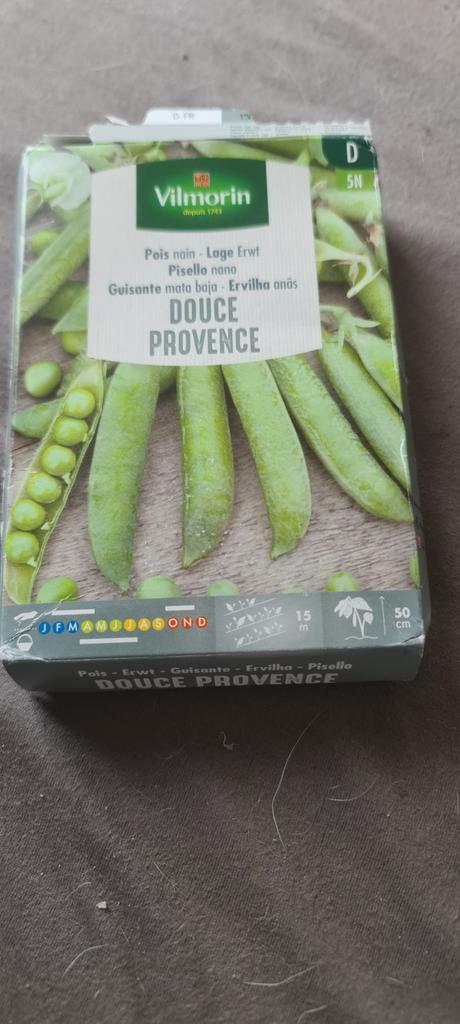 D FR
D
5N
Vilmorin
depuis 1743
Pois nain - Lage Erwt
Pisello nano
Guisante mata baja - Ervilha anãs
DOUCE
PROVENCE
J F M A M J J A S O N D
15
m
50
cm
Pois - Erwt - Guisante - Ervilha - Pisello
DOUCE PROVENCE